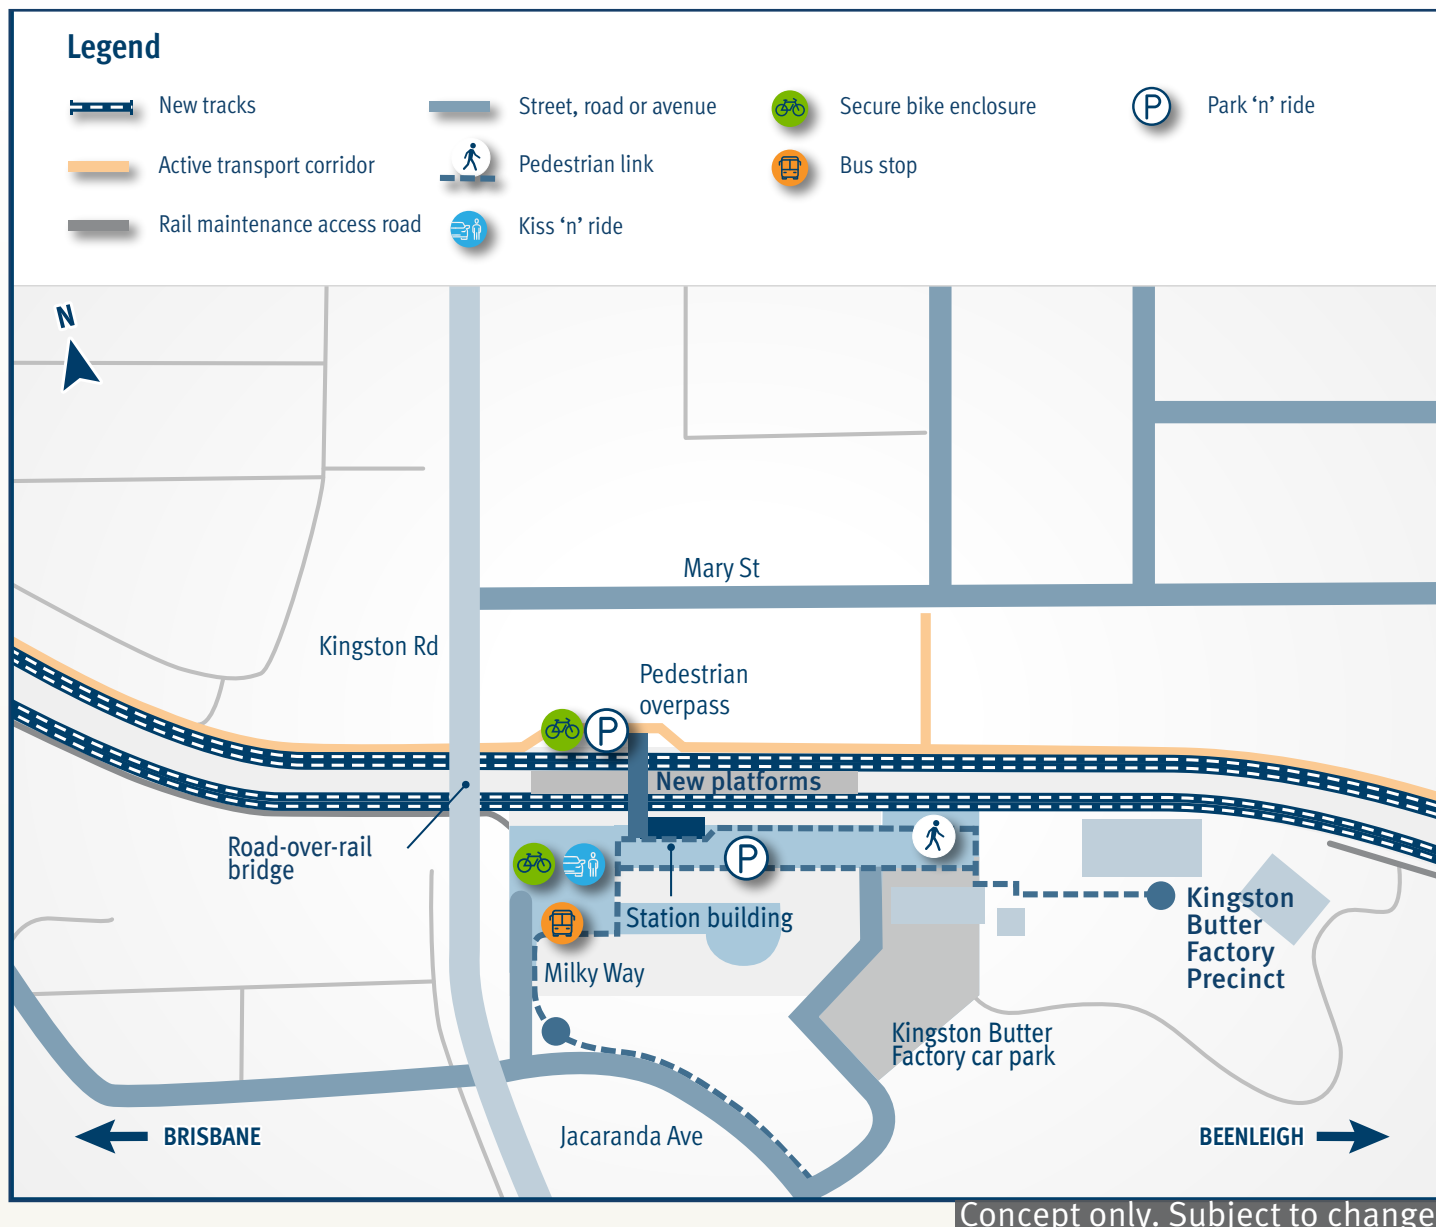 Legend
New tracks
Street, road or avenue
Secure bike enclosure
P
Park ‘n’ ride
Active transport corridor
Pedestrian link
Bus stop
Rail maintenance access road
Kiss ‘n’ ride
N
Mary St
Kingston Rd
Pedestrian
overpass
P
New platforms
Road-over-rail
bridge
P
Station building
Kingston
Butter
Factory
Precinct
Milky Way
Kingston Butter
Factory car park
BRISBANE
Jacaranda Ave
BEENLEIGH
Concept only. Subject to change